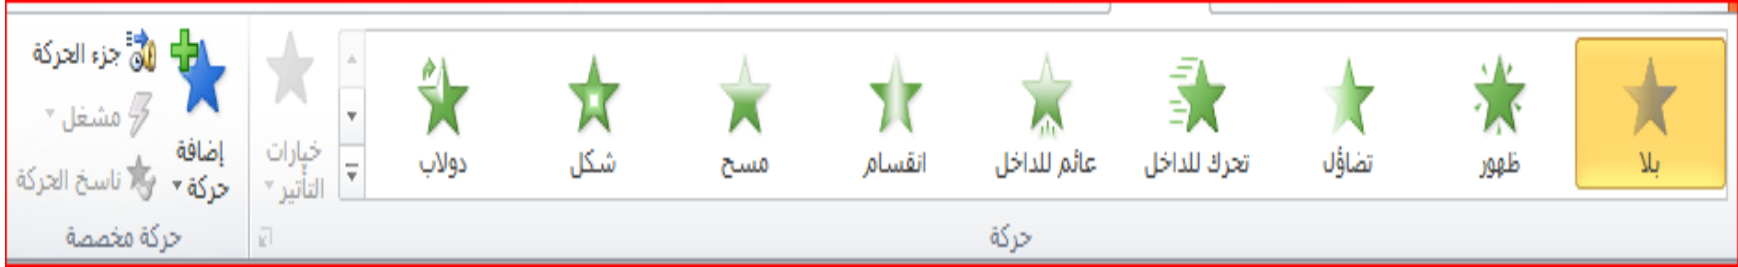 بلا
ظهور
تضاؤل
تحرك للداخل
عائم للداخل
انقسام
مسح
شكل
دولاب
خيارات
التأثير
حركة
إضافة
حركة
جزء الحركة
مشغل
ناسخ الحركة
حركة مخصصة